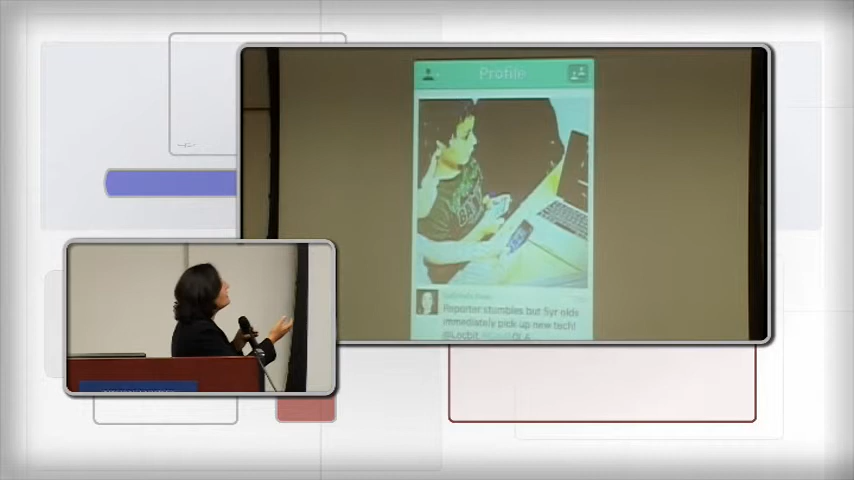 Profile
Reporter stumbles but 5yr olds
immediately pick up new tech!
@Locbit